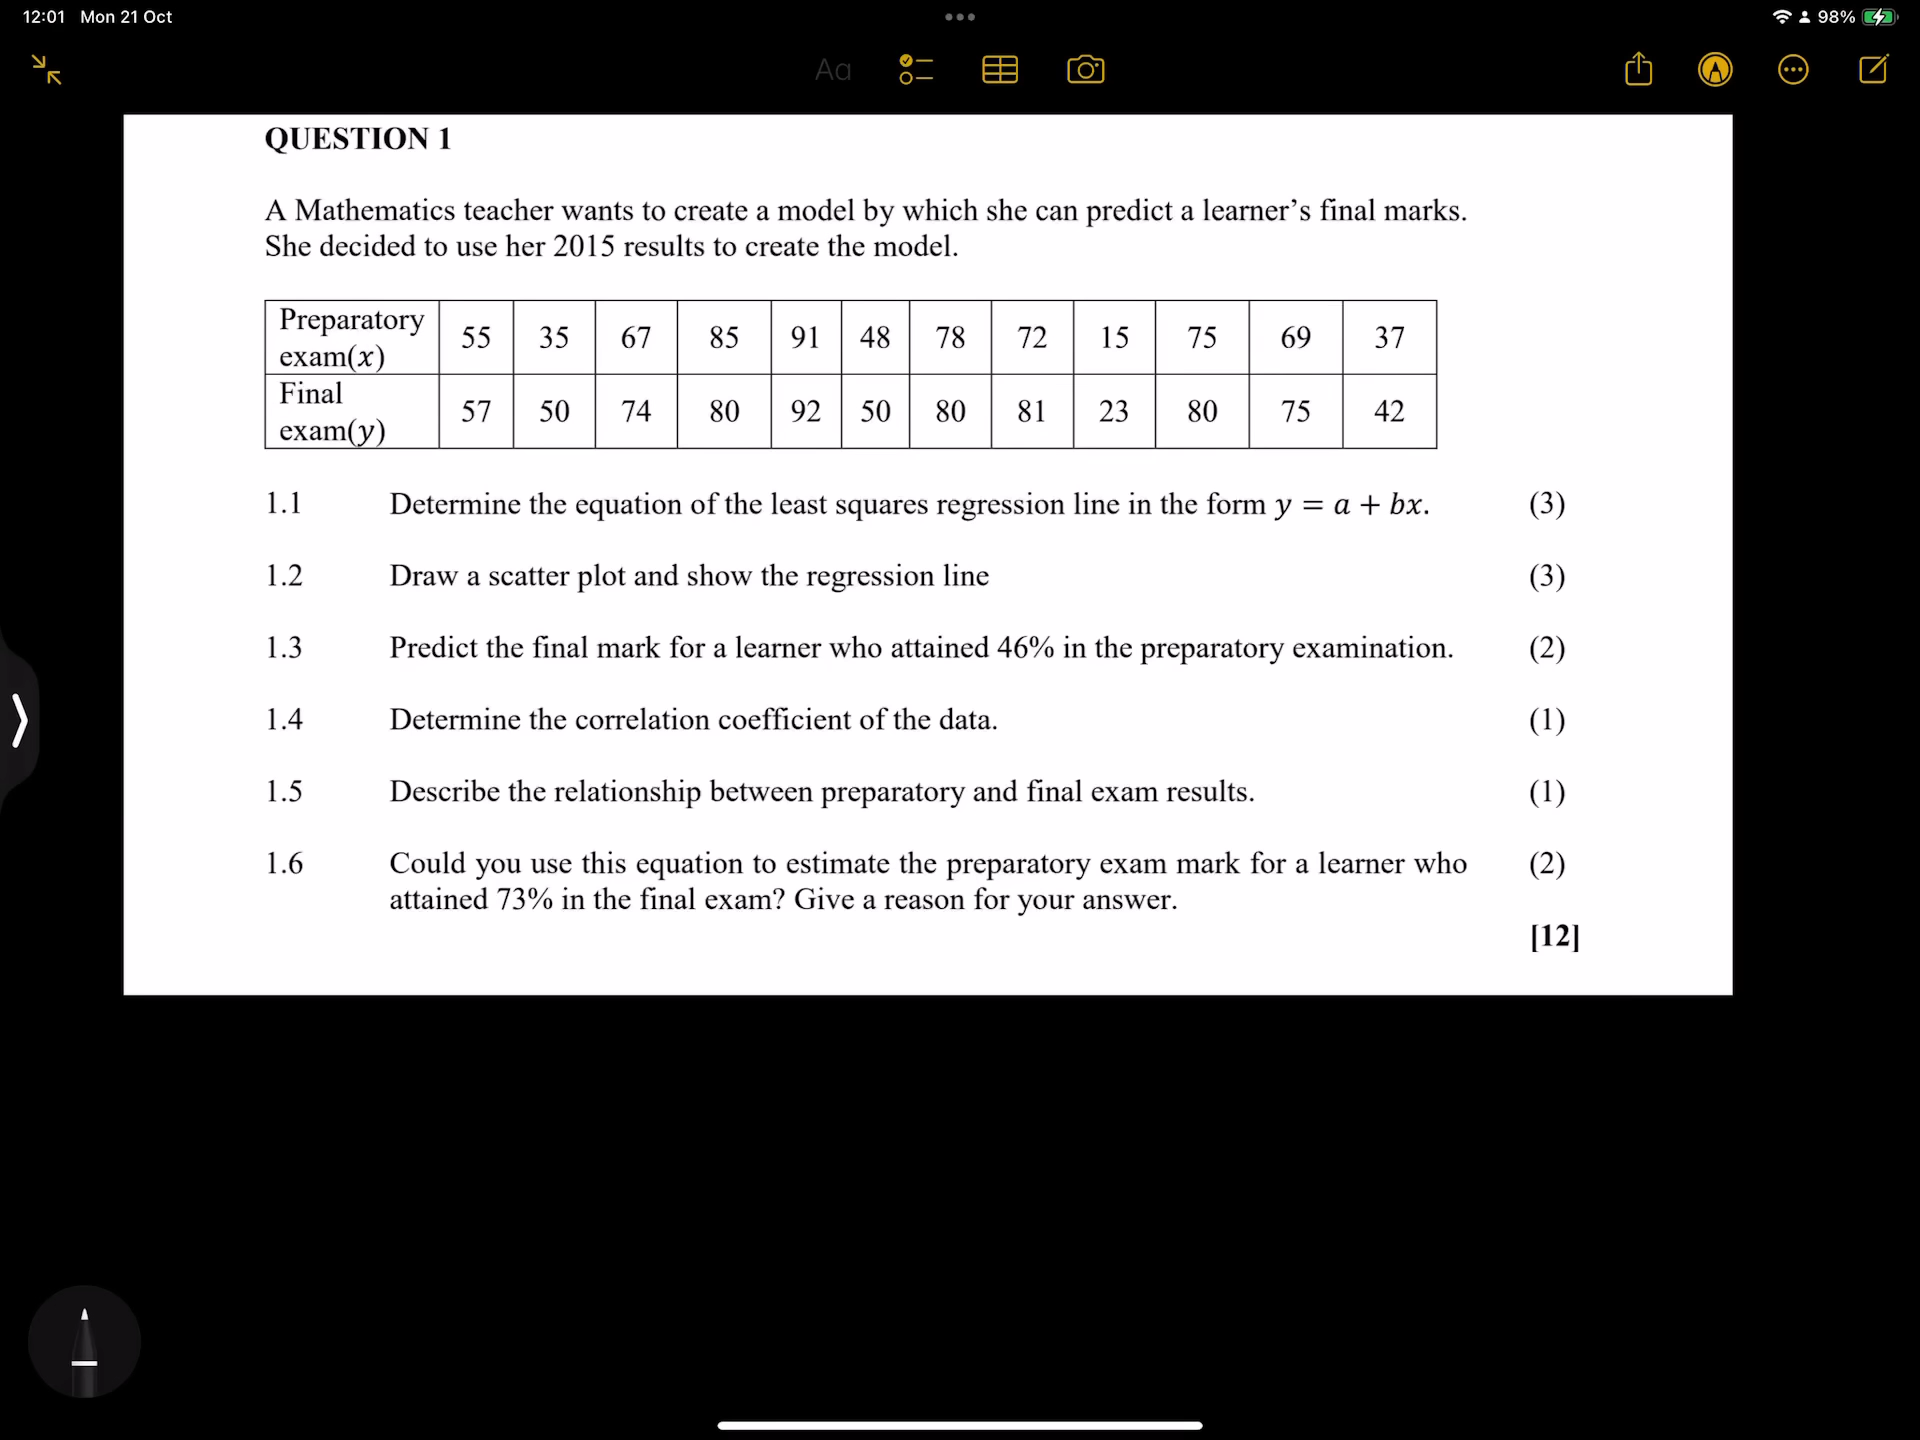 12:01 Mon 21 Oct
98%
Aa
QUESTION 1
A Mathematics teacher wants to create a model by which she can predict a learner’s final marks.
She decided to use her 2015 results to create the model.
Preparatory exam(x) 55 35 67 85 91 48 78 72 15 75 69 37
Final exam(y) 57 50 74 80 92 50 80 81 23 80 75 42
1.1 Determine the equation of the least squares regression line in the form y = a + bx. (3)
1.2 Draw a scatter plot and show the regression line (3)
1.3 Predict the final mark for a learner who attained 46% in the preparatory examination. (2)
1.4 Determine the correlation coefficient of the data. (1)
1.5 Describe the relationship between preparatory and final exam results. (1)
1.6 Could you use this equation to estimate the preparatory exam mark for a learner who (2)
attained 73% in the final exam? Give a reason for your answer.
[12]